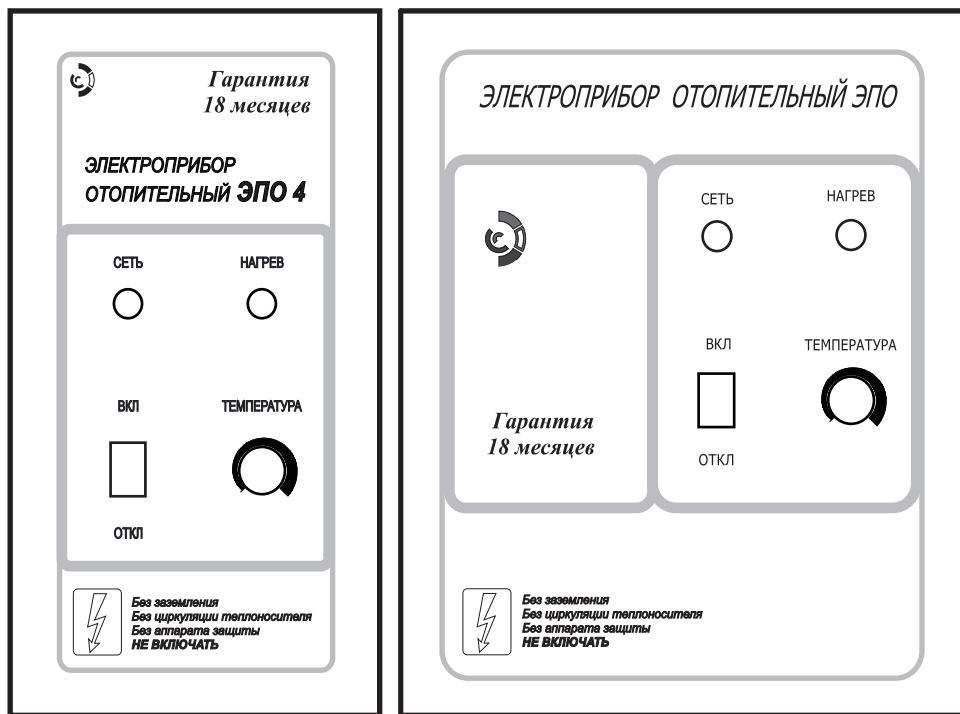 Гарантия
18 месяцев
ЭЛЕКТРОПРИБОР
ОТОПИТЕЛЬНЫЙ ЭПО 4
СЕТЬ НАГРЕВ
ВКЛ ТЕМПЕРАТУРА
ОТКЛ
Без заземления
Без циркуляции теплоносителя
Без аппарата защиты
НЕ ВКЛЮЧАТЬ
ЭЛЕКТРОПРИБОР ОТОПИТЕЛЬНЫЙ ЭПО
Гарантия
18 месяцев
СЕТЬ НАГРЕВ
ВКЛ ТЕМПЕРАТУРА
ОТКЛ
Без заземления
Без циркуляции теплоносителя
Без аппарата защиты
НЕ ВКЛЮЧАТЬ